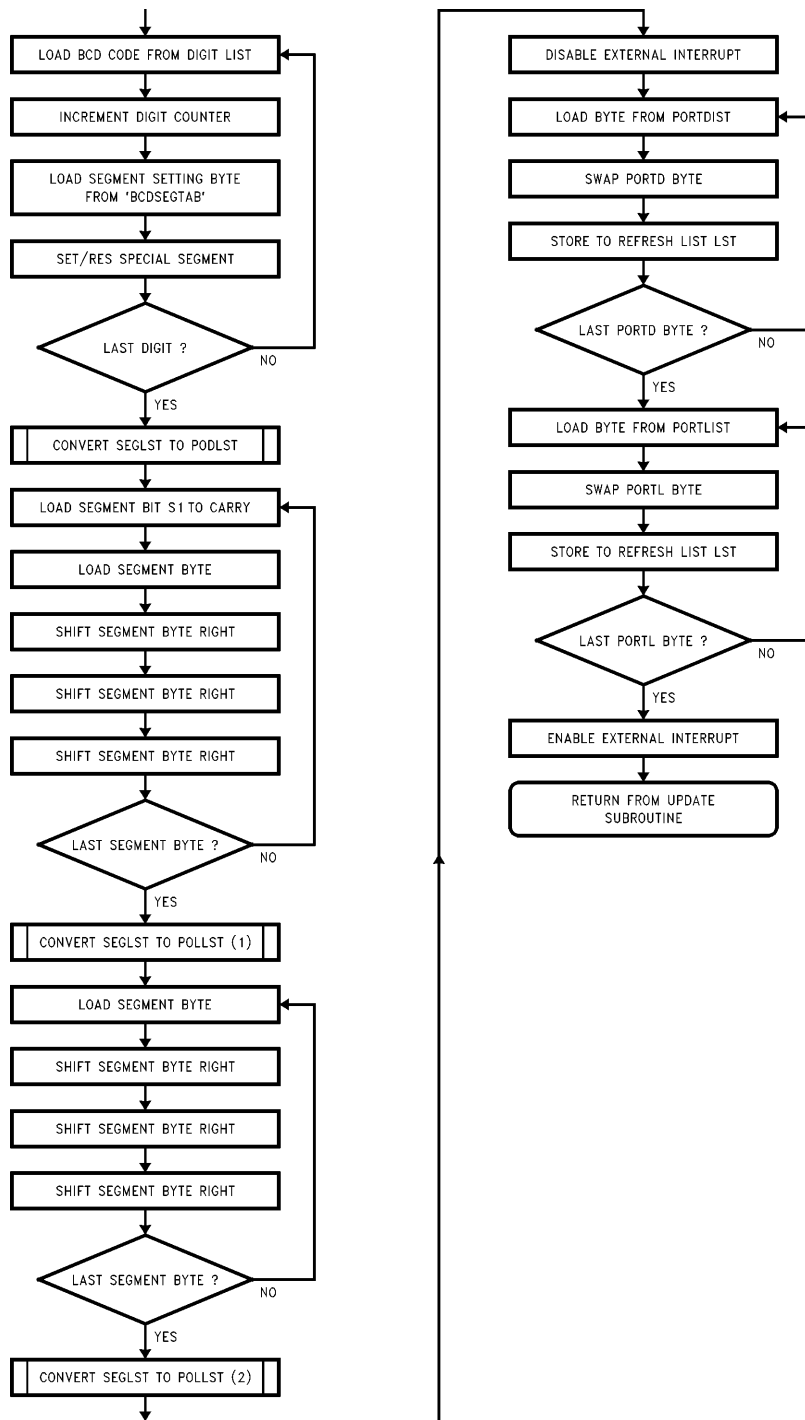 LOAD BCD CODE FROM DIGIT LIST
INCREMENT DIGIT COUNTER
LOAD SEGMENT SETTING BYTE
FROM 'BCDSEGTAB'
SET/RES SPECIAL SEGMENT
LAST DIGIT ?
NO
YES
CONVERT SEGLST TO PODLST
LOAD SEGMENT BIT S1 TO CARRY
LOAD SEGMENT BYTE
SHIFT SEGMENT BYTE RIGHT
SHIFT SEGMENT BYTE RIGHT
SHIFT SEGMENT BYTE RIGHT
LAST SEGMENT BYTE ?
NO
YES
CONVERT SEGLST TO POLLST (1)
LOAD SEGMENT BYTE
SHIFT SEGMENT BYTE RIGHT
SHIFT SEGMENT BYTE RIGHT
SHIFT SEGMENT BYTE RIGHT
LAST SEGMENT BYTE ?
NO
YES
CONVERT SEGLST TO POLLST (2)
DISABLE EXTERNAL INTERRUPT
LOAD BYTE FROM PORTDIST
SWAP PORTD BYTE
STORE TO REFRESH LIST LST
LAST PORTD BYTE ?
NO
YES
LOAD BYTE FROM PORTLIST
SWAP PORTL BYTE
STORE TO REFRESH LIST LST
LAST PORTL BYTE ?
NO
YES
ENABLE EXTERNAL INTERRUPT
RETURN FROM UPDATE
SUBROUTINE